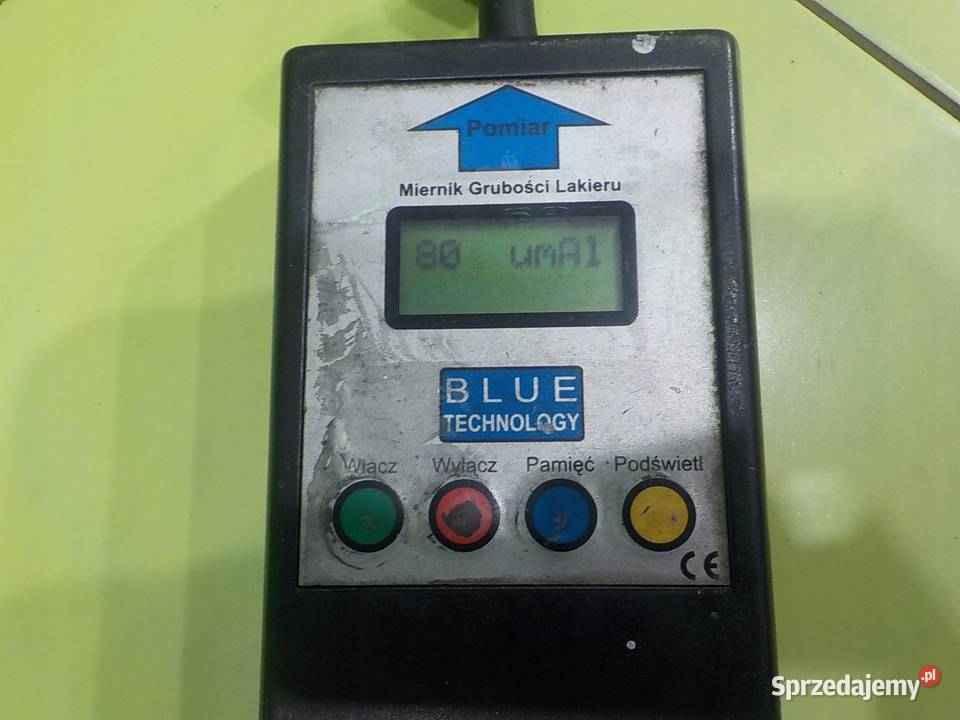 Pomiar
Miernik Grubości Lakieru
80 umAl
BLUE
TECHNOLOGY
Włącz Wyłącz Pamięć Podświetl
CE
Sprzedajemy.pl